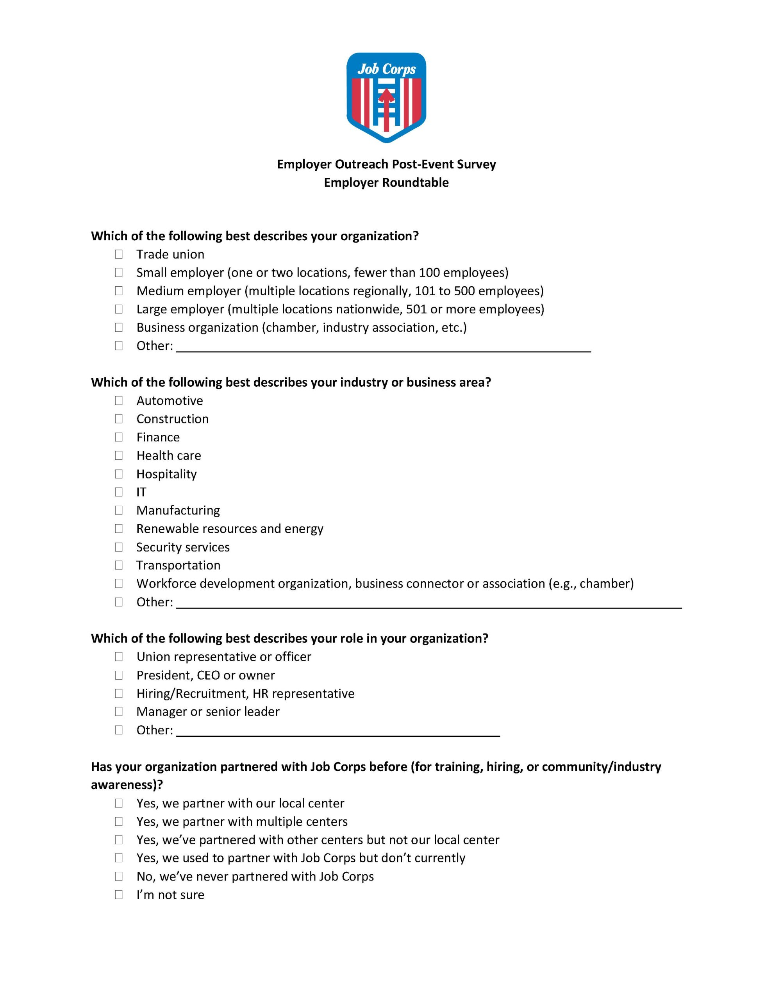 Job Corps
Employer Outreach Post-Event Survey
Employer Roundtable
Which of the following best describes your organization?
☐ Trade union
☐ Small employer (one or two locations, fewer than 100 employees)
☐ Medium employer (multiple locations regionally, 101 to 500 employees)
☐ Large employer (multiple locations nationwide, 501 or more employees)
☐ Business organization (chamber, industry association, etc.)
☐ Other: ____________________
Which of the following best describes your industry or business area?
☐ Automotive
☐ Construction
☐ Finance
☐ Health care
☐ Hospitality
☐ IT
☐ Manufacturing
☐ Renewable resources and energy
☐ Security services
☐ Transportation
☐ Workforce development organization, business connector or association (e.g., chamber)
☐ Other: ____________________
Which of the following best describes your role in your organization?
☐ Union representative or officer
☐ President, CEO or owner
☐ Hiring/Recruitment, HR representative
☐ Manager or senior leader
☐ Other: ____________________
Has your organization partnered with Job Corps before (for training, hiring, or community/industry
awareness)?
☐ Yes, we partner with our local center
☐ Yes, we partner with multiple centers
☐ Yes, we’ve partnered with other centers but not our local center
☐ Yes, we used to partner with Job Corps but don’t currently
☐ No, we’ve never partnered with Job Corps
☐ I’m not sure